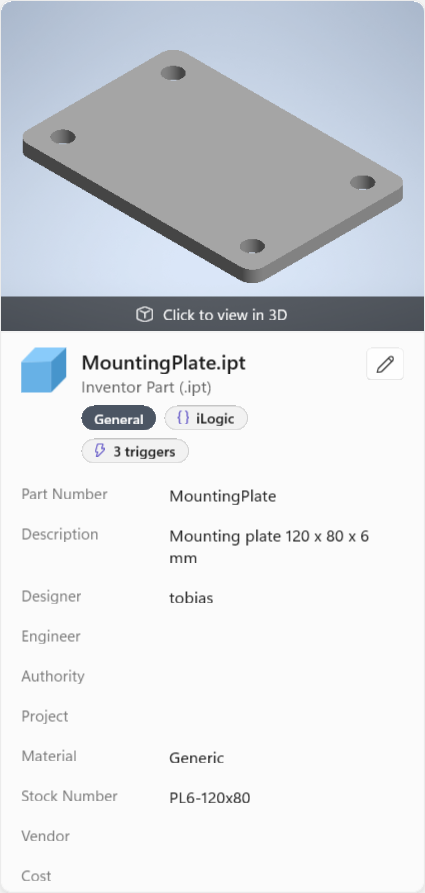 Click to view in 3D
MountingPlate.ipt
Inventor Part (.ipt)
General
{} iLogic
3 triggers
Part Number MountingPlate
Description Mounting plate 120 x 80 x 6
mm
Designer tobias
Engineer
Authority
Project
Material Generic
Stock Number PL6-120x80
Vendor
Cost